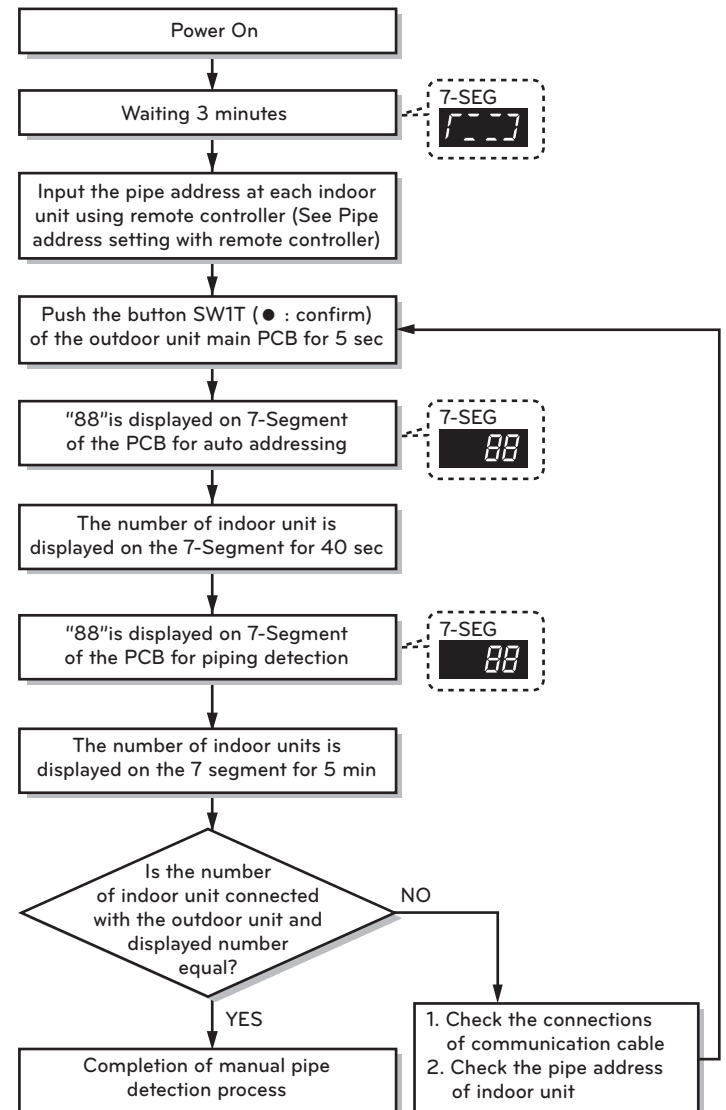 Power On
Waiting 3 minutes
7-SEG
Input the pipe address at each indoor
unit using remote controller (See Pipe
address setting with remote controller)
Push the button SW1T (● : confirm)
of the outdoor unit main PCB for 5 sec
"88"is displayed on 7-Segment
of the PCB for auto addressing
7-SEG
88
The number of indoor unit is
displayed on the 7-Segment for 40 sec
"88"is displayed on 7-Segment
of the PCB for piping detection
7-SEG
88
The number of indoor units is
displayed on the 7 segment for 5 min
Is the number
of indoor unit connected
with the outdoor unit and
displayed number
equal?
NO
YES
1. Check the connections
of communication cable
2. Check the pipe address
of indoor unit
Completion of manual pipe
detection process